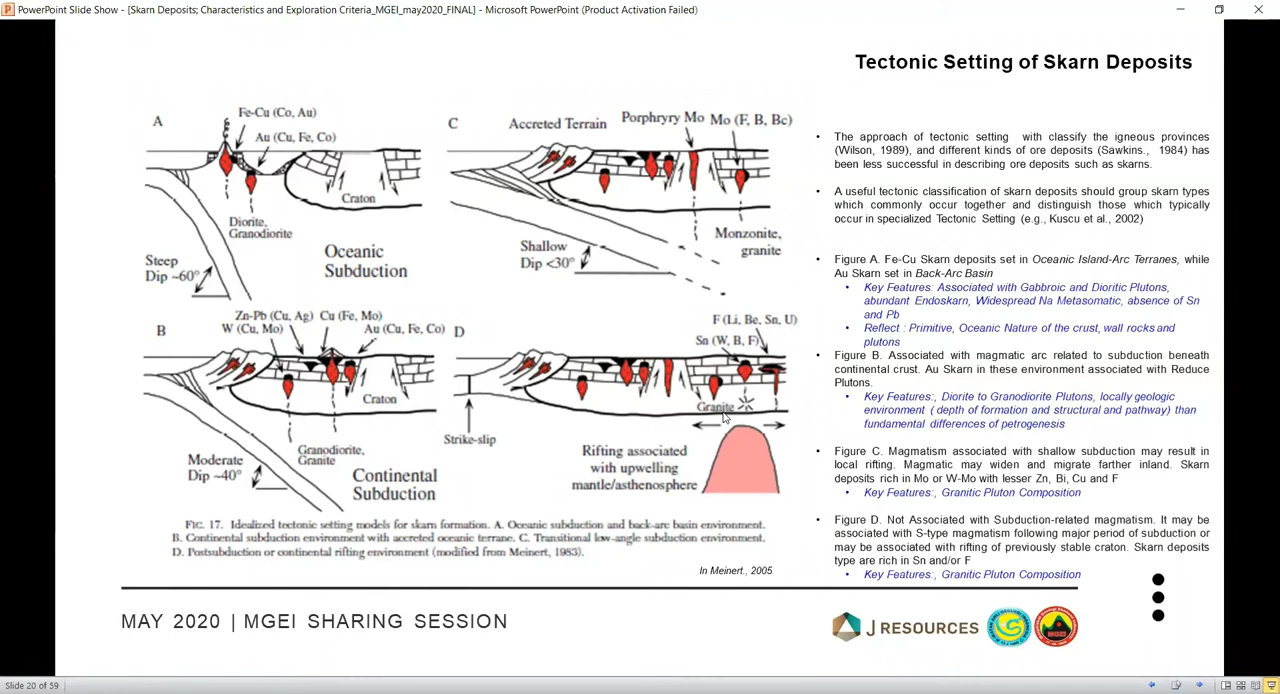 PowerPoint Slide Show - [Skarn Deposits; Characteristics and Exploration Criteria_MGEI_may2020_FINAL] - Microsoft PowerPoint (Product Activation Failed)
Tectonic Setting of Skarn Deposits
A
Fe-Cu (Co, Au)
Au (Cu, Fe, Co)
Craton
Diorite,
Granodiorite
Oceanic
Subduction
Steep
Dip ~60°
C
Accreted Terrain
Porphryry Mo
Mo (F, B, Bc)
Monzonite,
granite
Shallow
Dip <30°
B
Zn-Pb (Cu, Ag)
Cu (Fe, Mo)
W (Cu, Mo)
Au (Cu, Fe, Co)
Craton
Granodiorite,
Granite
Moderate
Dip ~40°
Continental
Subduction
D
F (Li, Be, Sn, U)
Sn (W, B, F)
Granite
Strike-slip
Rifting associated
with upwelling
mantle/asthenosphere
FIG. 17. Idealized tectonic setting models for skarn formation. A. Oceanic subduction and back-arc basin environment.
B. Continental subduction environment with accreted oceanic terrane. C. Transitional low-angle subduction environment.
D. Postsubduction or continental rifting environment (modified from Meinert, 1983).
In Meinert., 2005
• The approach of tectonic setting with classify the igneous provinces
(Wilson, 1989), and different kinds of ore deposits (Sawkins., 1984) has
been less successful in describing ore deposits such as skarns.
• A useful tectonic classification of skarn deposits should group skarn types
which commonly occur together and distinguish those which typically
occur in specialized Tectonic Setting (e.g., Kuscu et al., 2002)
• Figure A. Fe-Cu Skarn deposits set in Oceanic Island-Arc Terranes, while
Au Skarn set in Back-Arc Basin
• Key Features: Associated with Gabbroic and Dioritic Plutons,
abundant Endoskarn, Widespread Na Metasomatic, absence of Sn
and Pb
• Reflect : Primitive, Oceanic Nature of the crust, wall rocks and
plutons
• Figure B. Associated with magmatic arc related to subduction beneath
continental crust. Au Skarn in these environment associated with Reduce
Plutons.
• Key Features:, Diorite to Granodiorite Plutons, locally geologic
environment ( depth of formation and structural and pathway) than
fundamental differences of petrogenesis
• Figure C. Magmatism associated with shallow subduction may result in
local rifting. Magmatic may widen and migrate farther inland. Skarn
deposits rich in Mo or W-Mo with lesser Zn, Bi, Cu and F
• Key Features:, Granitic Pluton Composition
• Figure D. Not Associated with Subduction-related magmatism. It may be
associated with S-type magmatism following major period of subduction or
may be associated with rifting of previously stable craton. Skarn deposits
type are rich in Sn and/or F
• Key Features:, Granitic Pluton Composition
MAY 2020 | MGEI SHARING SESSION
J RESOURCES
MGEI
Slide 20 of 59